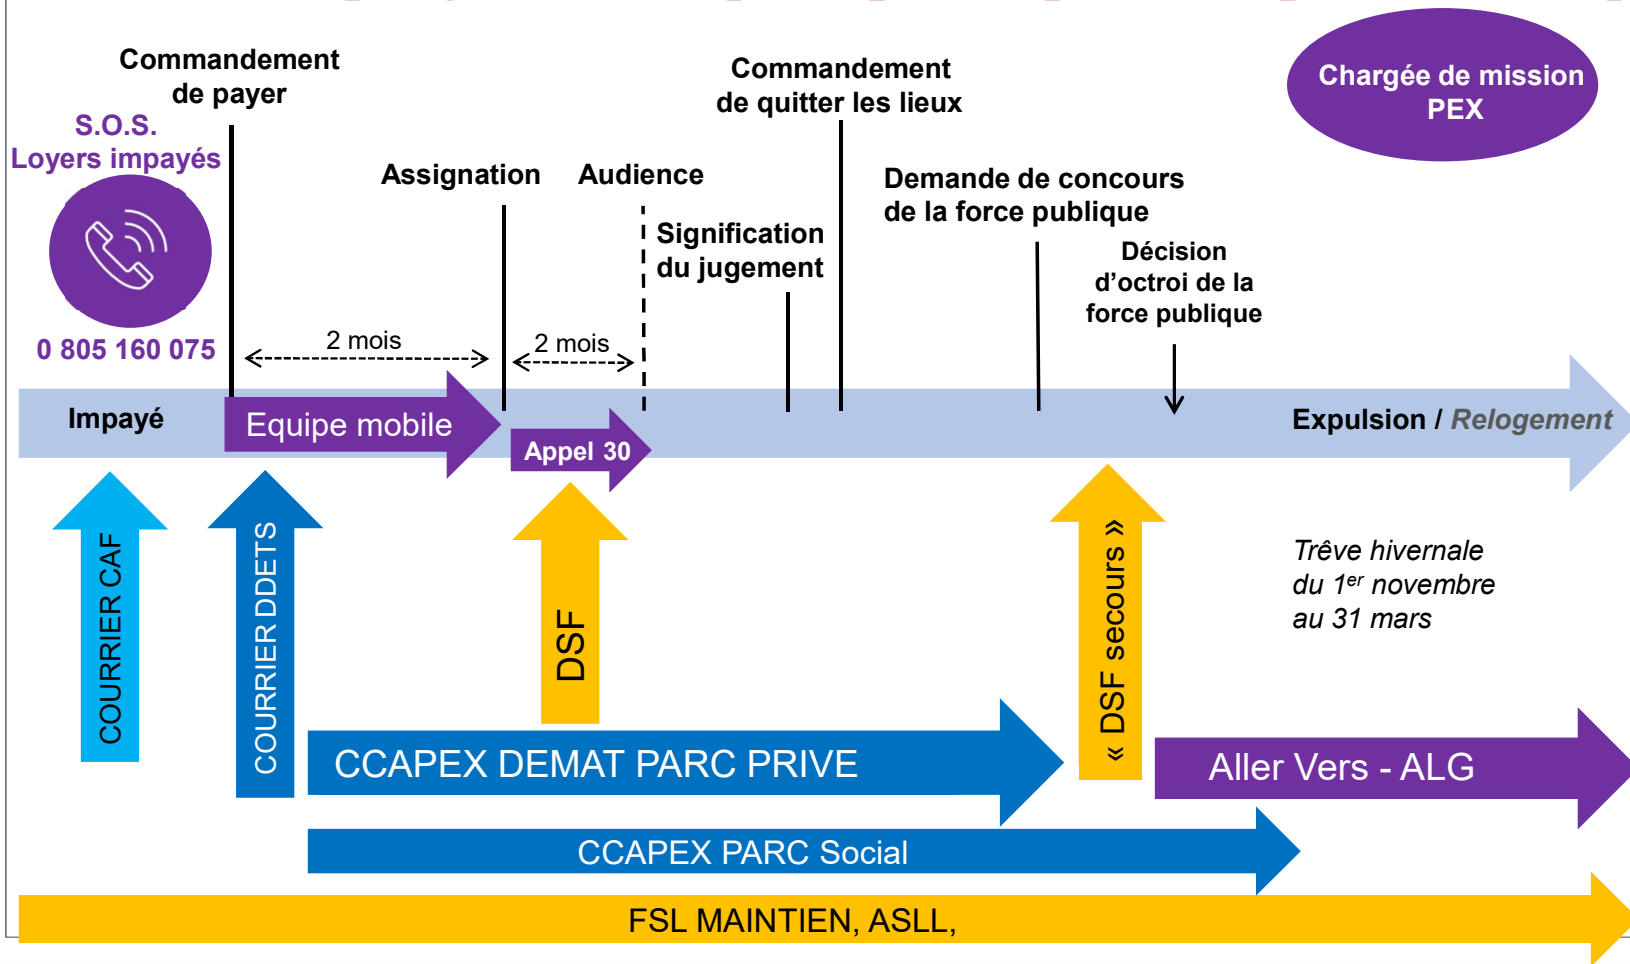 Commandement
de payer
S.O.S.
Loyers impayés
0 805 160 075
Assignation
Audience
Signification
du jugement
Commandement
de quitter les lieux
Demande de concours
de la force publique
Décision
d’octroi de la
force publique
Chargée de mission
PEX
2 mois
2 mois
Impayé
Equipe mobile
Appel 30
Expulsion / Relogement
COURRIER CAF
COURRIER DDETS
DSF
« DSF secours »
Trêve hivernale
du 1er novembre
au 31 mars
CCAPEX DEMAT PARC PRIVE
Aller Vers - ALG
CCAPEX PARC Social
FSL MAINTIEN, ASLL,